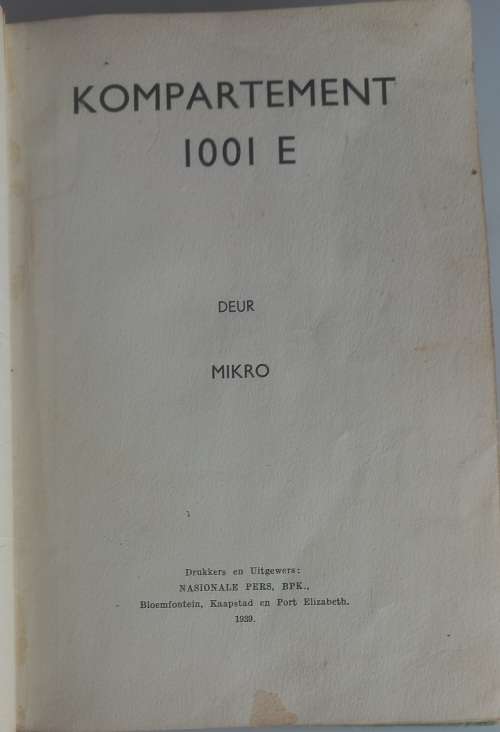 KOMPARTEMENT
1001 E
DEUR
MIKRO
Drukkers en Uitgewers:
NASIONALE PERS, BPK.,
Bloemfontein, Kaapstad en Port Elizabeth.
1939.